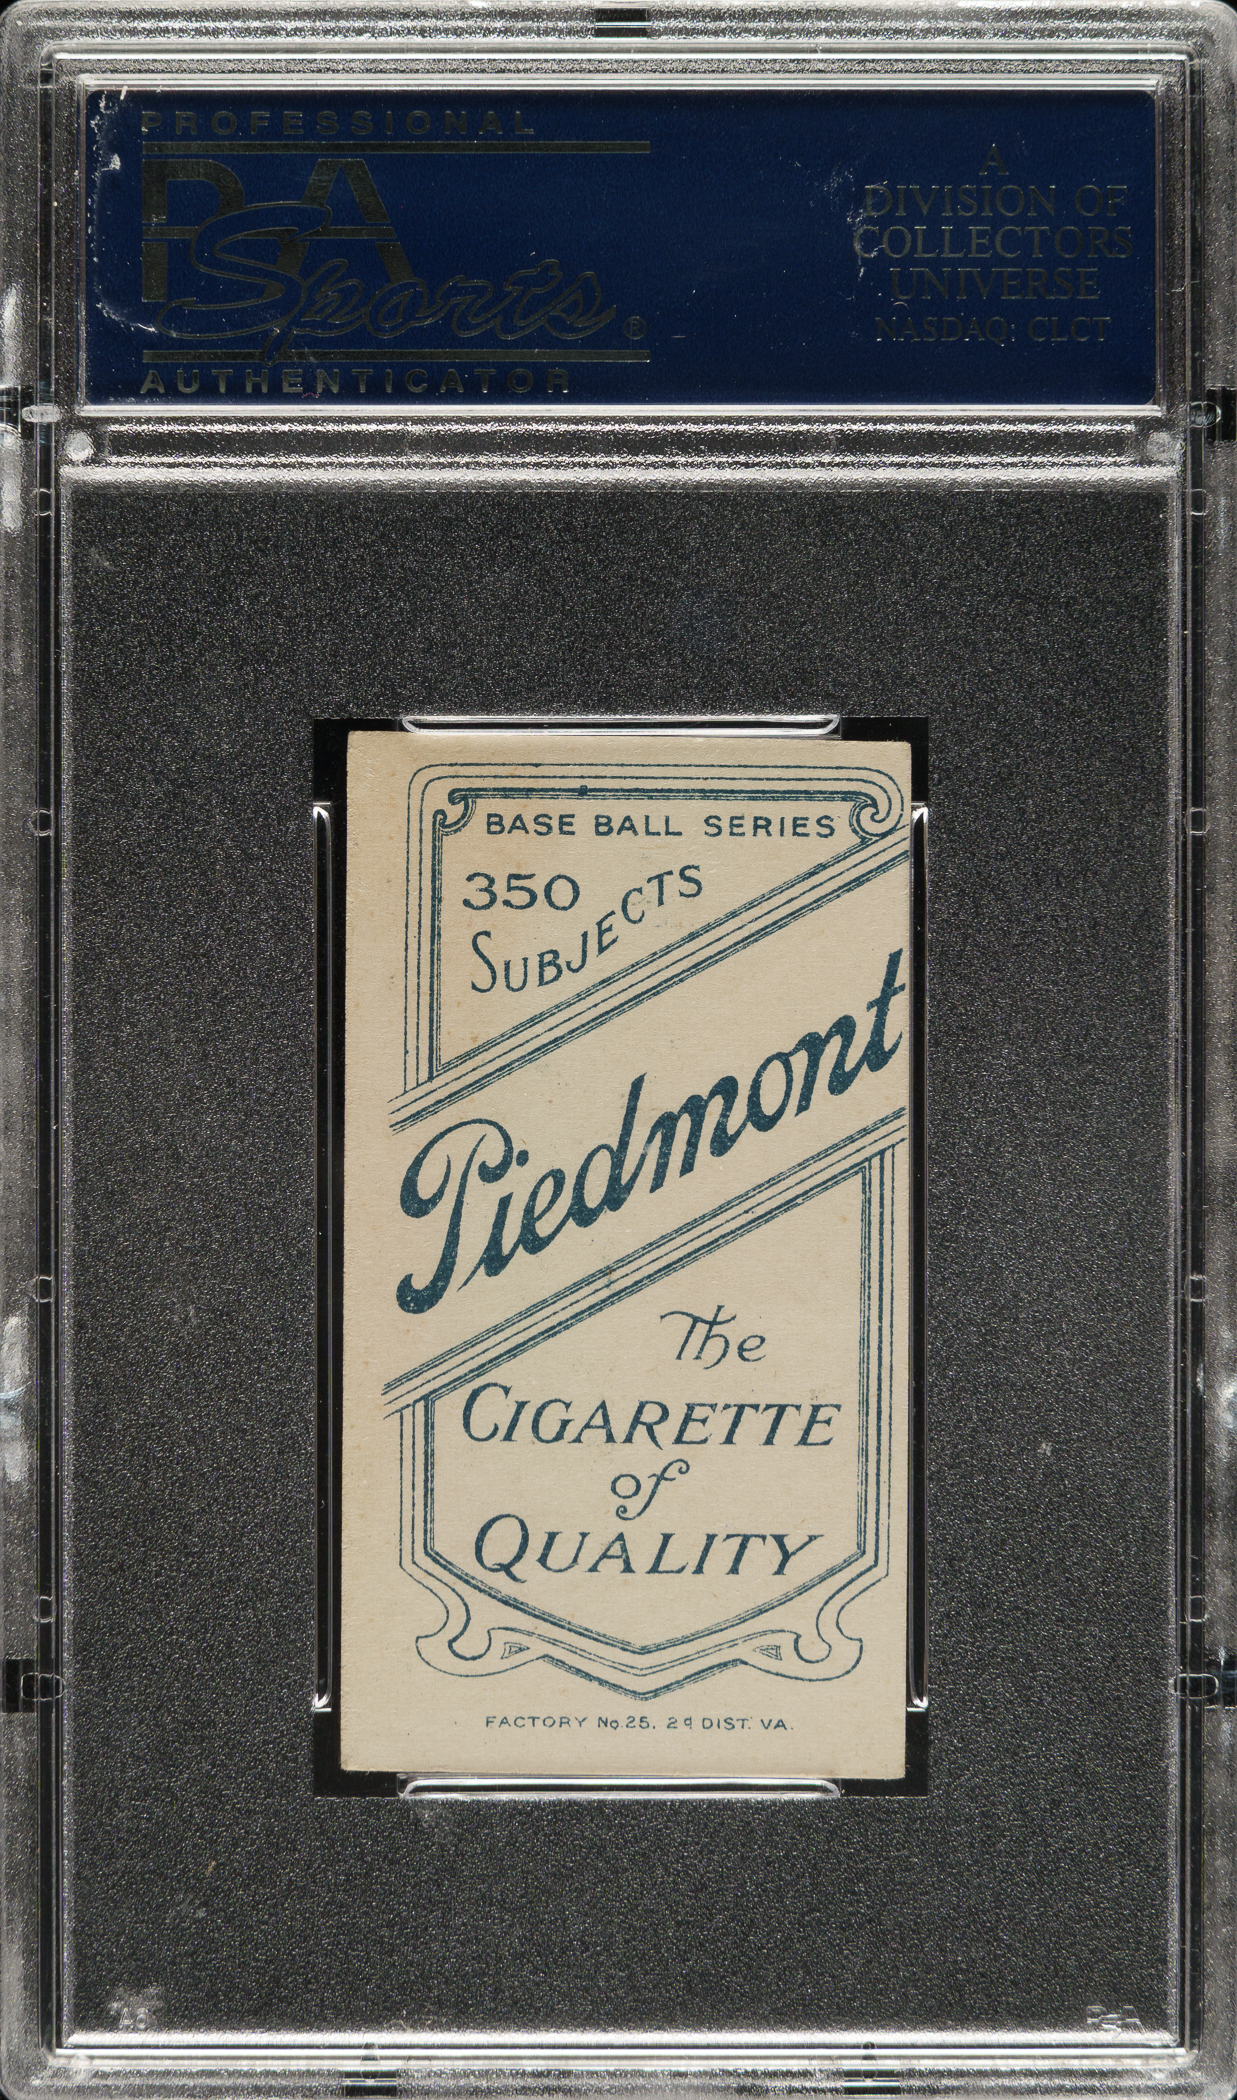 PROFESSIONAL
PSA
Sports®
AUTHENTICATOR
A
DIVISION OF
COLLECTORS
UNIVERSE
NASDAQ: CLCT
BASE BALL SERIES
350
SUBJECTS
Piedmont
The
CIGARETTE
of
QUALITY
FACTORY No. 25. 2d DIST. VA.
PSA